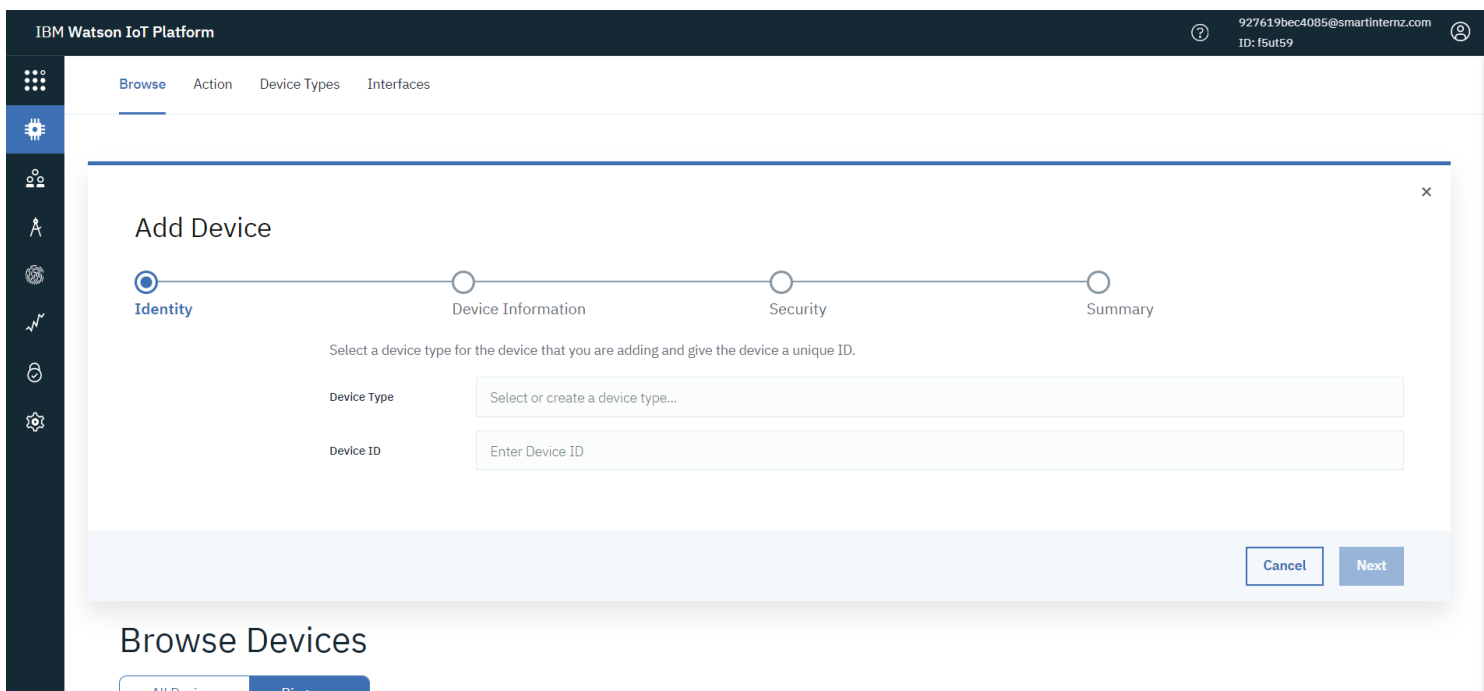 IBM Watson IoT Platform
927619bec4085@smartinternz.com
ID: f5ut59
Browse Action Device Types Interfaces
Add Device
Identity Device Information Security Summary
Select a device type for the device that you are adding and give the device a unique ID.
Device Type Select or create a device type...
Device ID Enter Device ID
Cancel Next
Browse Devices